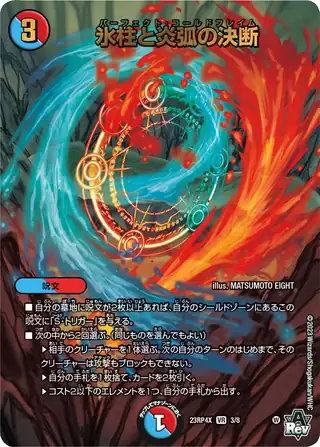 パーフェクト・コールドフレイム
3
氷柱と炎弧の決断
illus. MATSUMOTO EIGHT
呪文
■自分の墓地に呪文が2枚以上あれば、自分のシールドゾーンにあるこの
呪文に「S・トリガー」を与える。
■次の中から2回選ぶ。(同じものを選んでもよい)
▶相手のクリーチャーを1体選ぶ。次の自分のターンのはじめまで、そのク
リーチャーは攻撃もブロックもできない。
▶自分の手札を1枚捨て、カードを2枚引く。
▶コスト2以下のエレメントを1つ、自分の手札から出す。
©2023 Wizards/Shogakukan/WHC
1
23RP4X VR 3/8
W
Rev